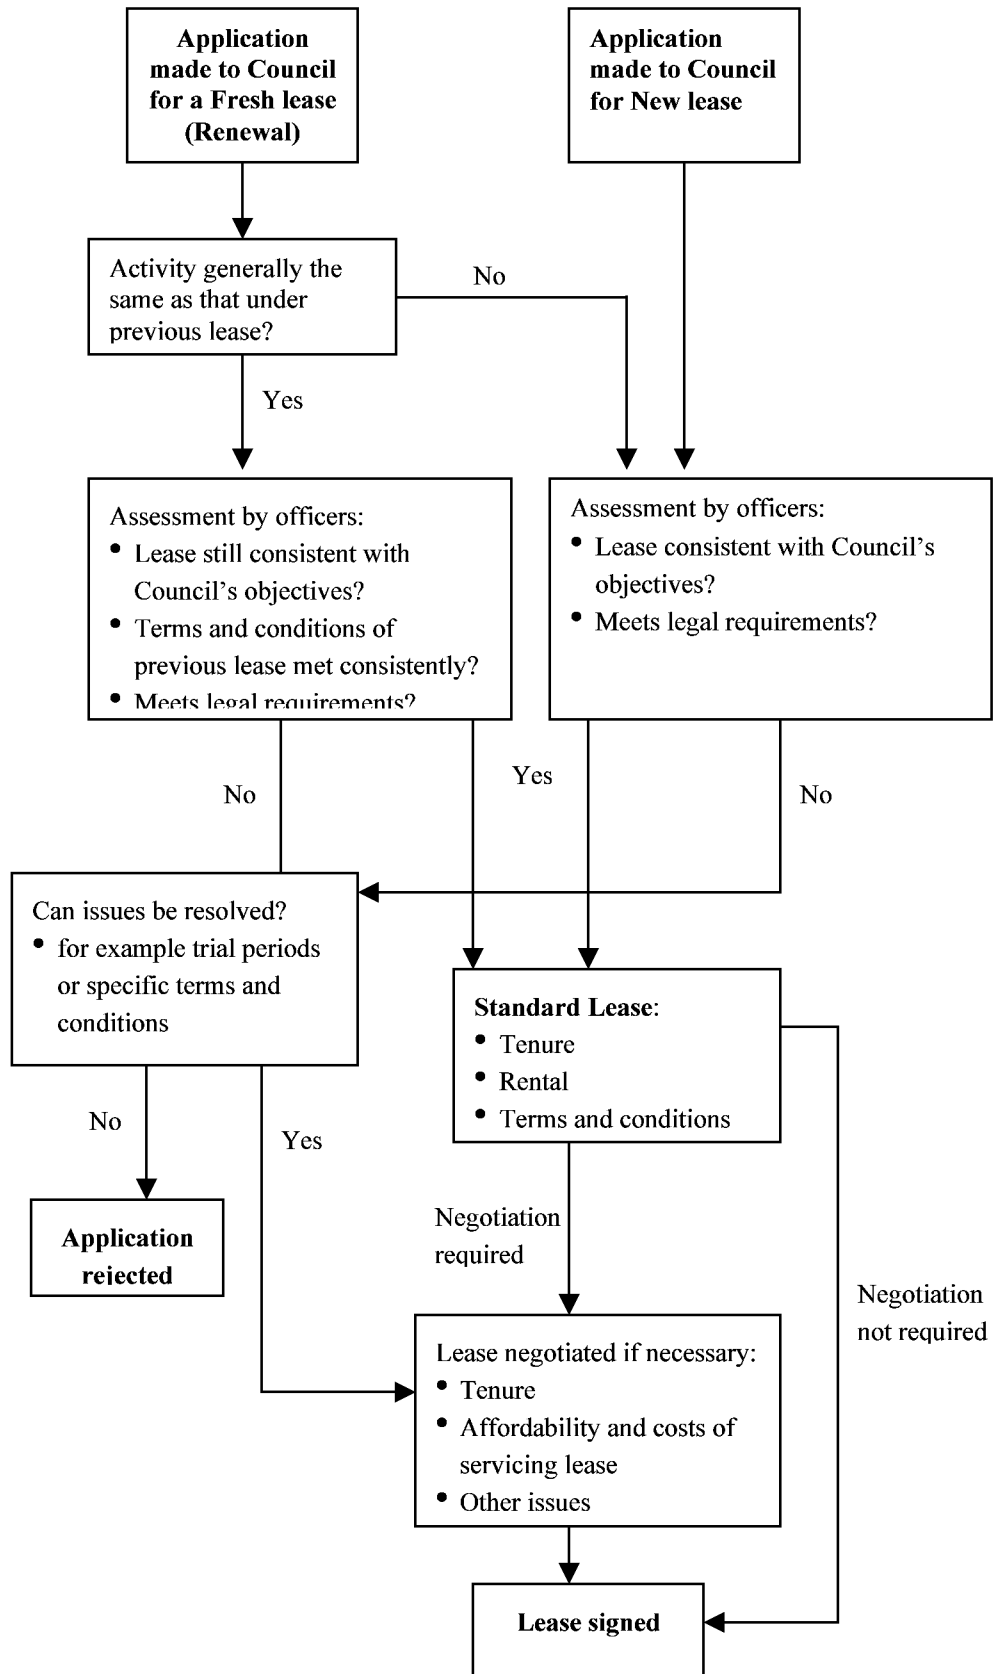 Application
made to Council
for a Fresh lease
(Renewal)
Application
made to Council
for New lease
Activity generally the
same as that under
previous lease?
No
Yes
Assessment by officers:
• Lease still consistent with
Council’s objectives?
• Terms and conditions of
previous lease met consistently?
• Meets legal requirements?
Assessment by officers:
• Lease consistent with Council’s
objectives?
• Meets legal requirements?
No
Yes
No
Can issues be resolved?
• for example trial periods
or specific terms and
conditions
Standard Lease:
• Tenure
• Rental
• Terms and conditions
No
Yes
Application
rejected
Negotiation
required
Negotiation
not required
Lease negotiated if necessary:
• Tenure
• Affordability and costs of
servicing lease
• Other issues
Lease signed